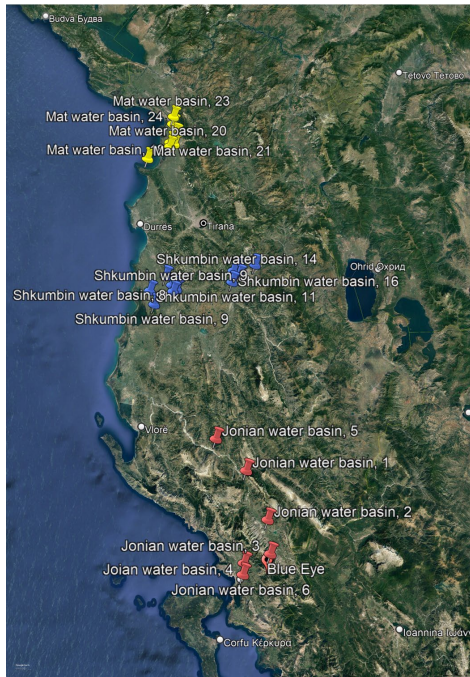 Budva Будва
Tetovo Тетово
Mat water basin, 23
Mat water basin, 24
Mat water basin, 20
Mat water basin,
Mat water basin, 21
Durres
Tirana
Shkumbin water basin, 14
Ohrid Охрид
Shkumbin water basin, 9
Shkumbin water basin, 16
Shkumbin water basin, 8
Shkumbin water basin, 11
Shkumbin water basin, 9
Vlore
Jonian water basin, 5
Jonian water basin, 1
Jonian water basin, 2
Jonian water basin, 3
Joian water basin, 4
Blue Eye
Jonian water basin, 6
Corfu Κέρκυρα
Ioannina Ιωάνν